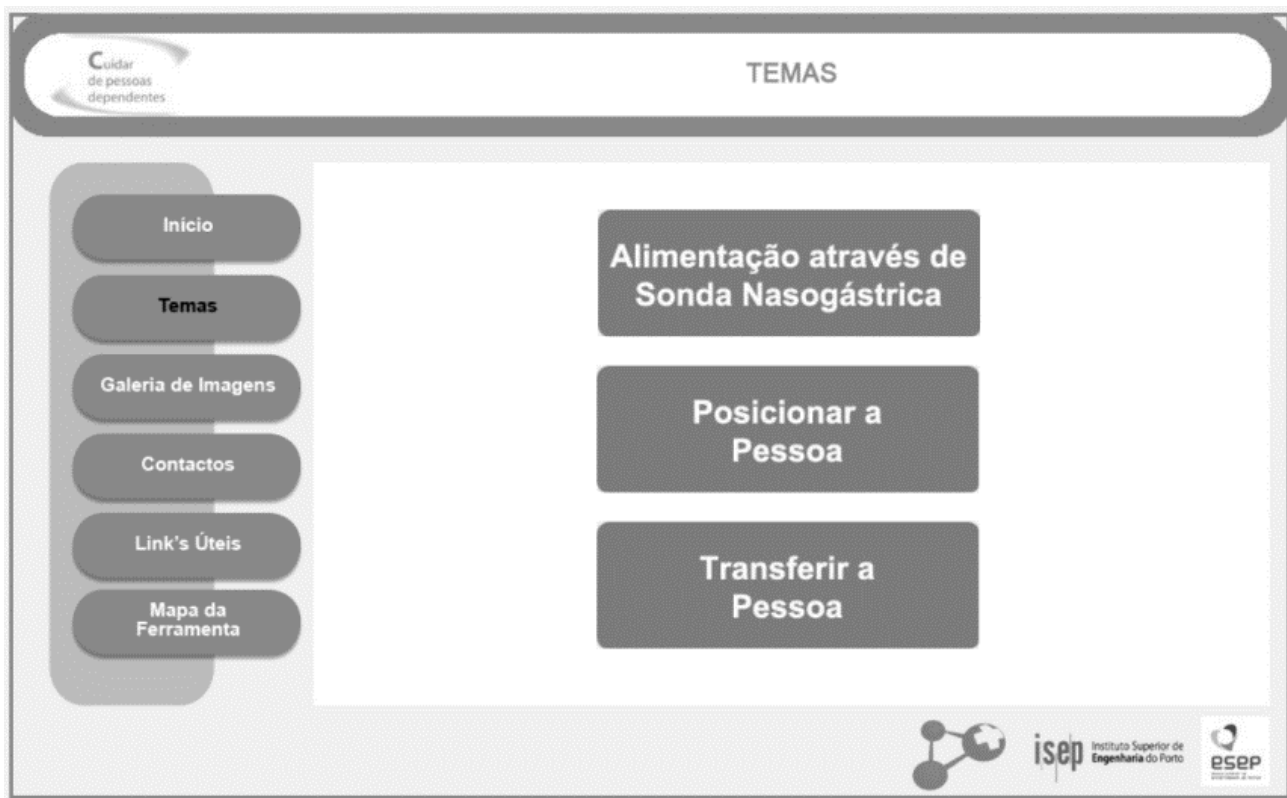 Cuidar
de pessoas
dependentes
TEMAS
Início
Temas
Galeria de Imagens
Contactos
Link's Úteis
Mapa da
Ferramenta
Alimentação através de
Sonda Nasogástrica
Posicionar a
Pessoa
Transferir a
Pessoa
isep
Instituto Superior de
Engenharia do Porto
esep